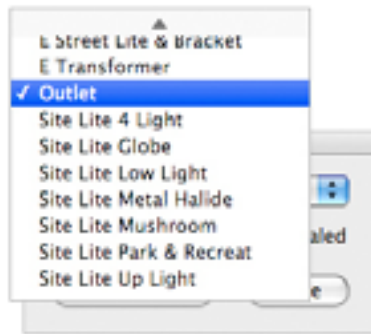 E Street Lite & Bracket
E Transformer
✓ Outlet
Site Lite 4 Light
Site Lite Globe
Site Lite Low Light
Site Lite Metal Halide
Site Lite Mushroom
Site Lite Park & Recreat
Site Lite Up Light